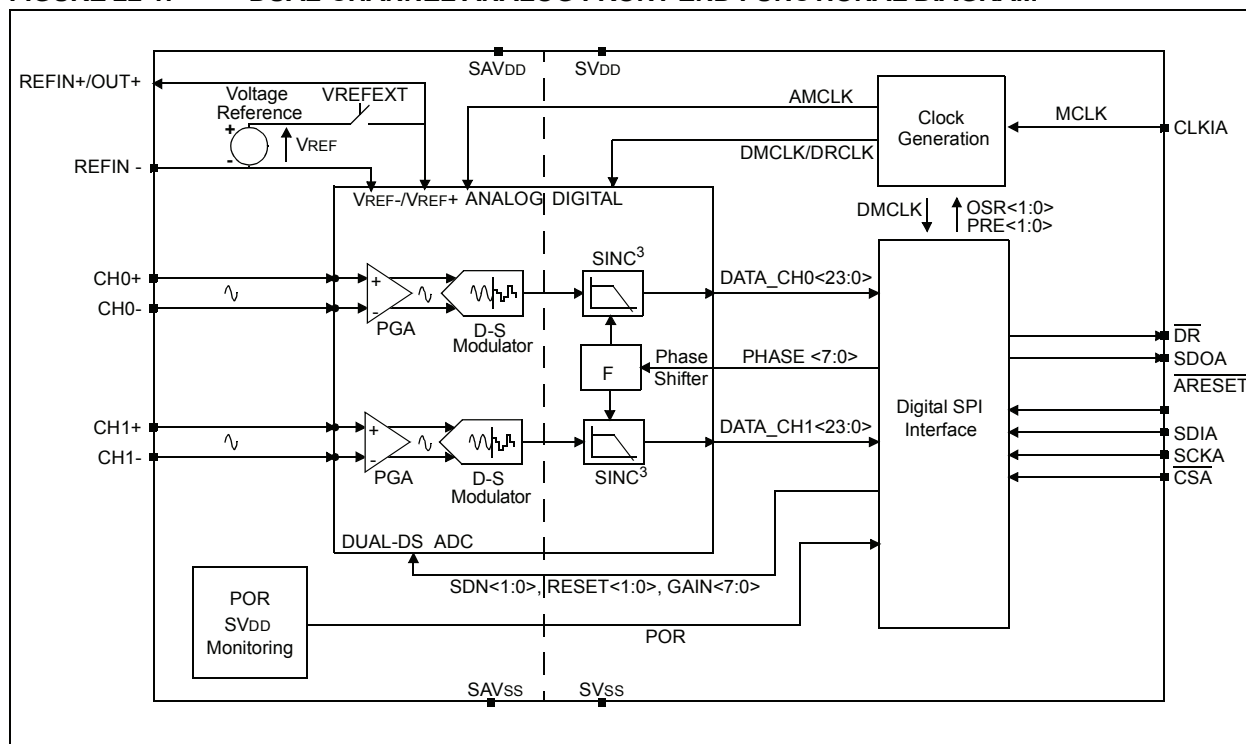 SAVDD
SVDD
REFIN+/OUT+
Voltage
Reference
VREFEXT
+
-
VREF
REFIN -
AMCLK
Clock
Generation
MCLK
CLKIA
DMCLK/DRCLK
VREF-/VREF+ ANALOG DIGITAL
DMCLK
OSR<1:0>
PRE<1:0>
CH0+
CH0-
+
-
PGA
D-S
Modulator
SINC3
DATA_CH0<23:0>
F
Phase
Shifter
PHASE <7:0>
Digital SPI
Interface
DR
SDOA
ARESET
SDIA
SCKA
CSA
CH1+
CH1-
+
-
PGA
D-S
Modulator
SINC3
DATA_CH1<23:0>
DUAL-DS ADC
SDN<1:0>, RESET<1:0>, GAIN<7:0>
POR
SVDD
Monitoring
POR
SAVSS
SVSS